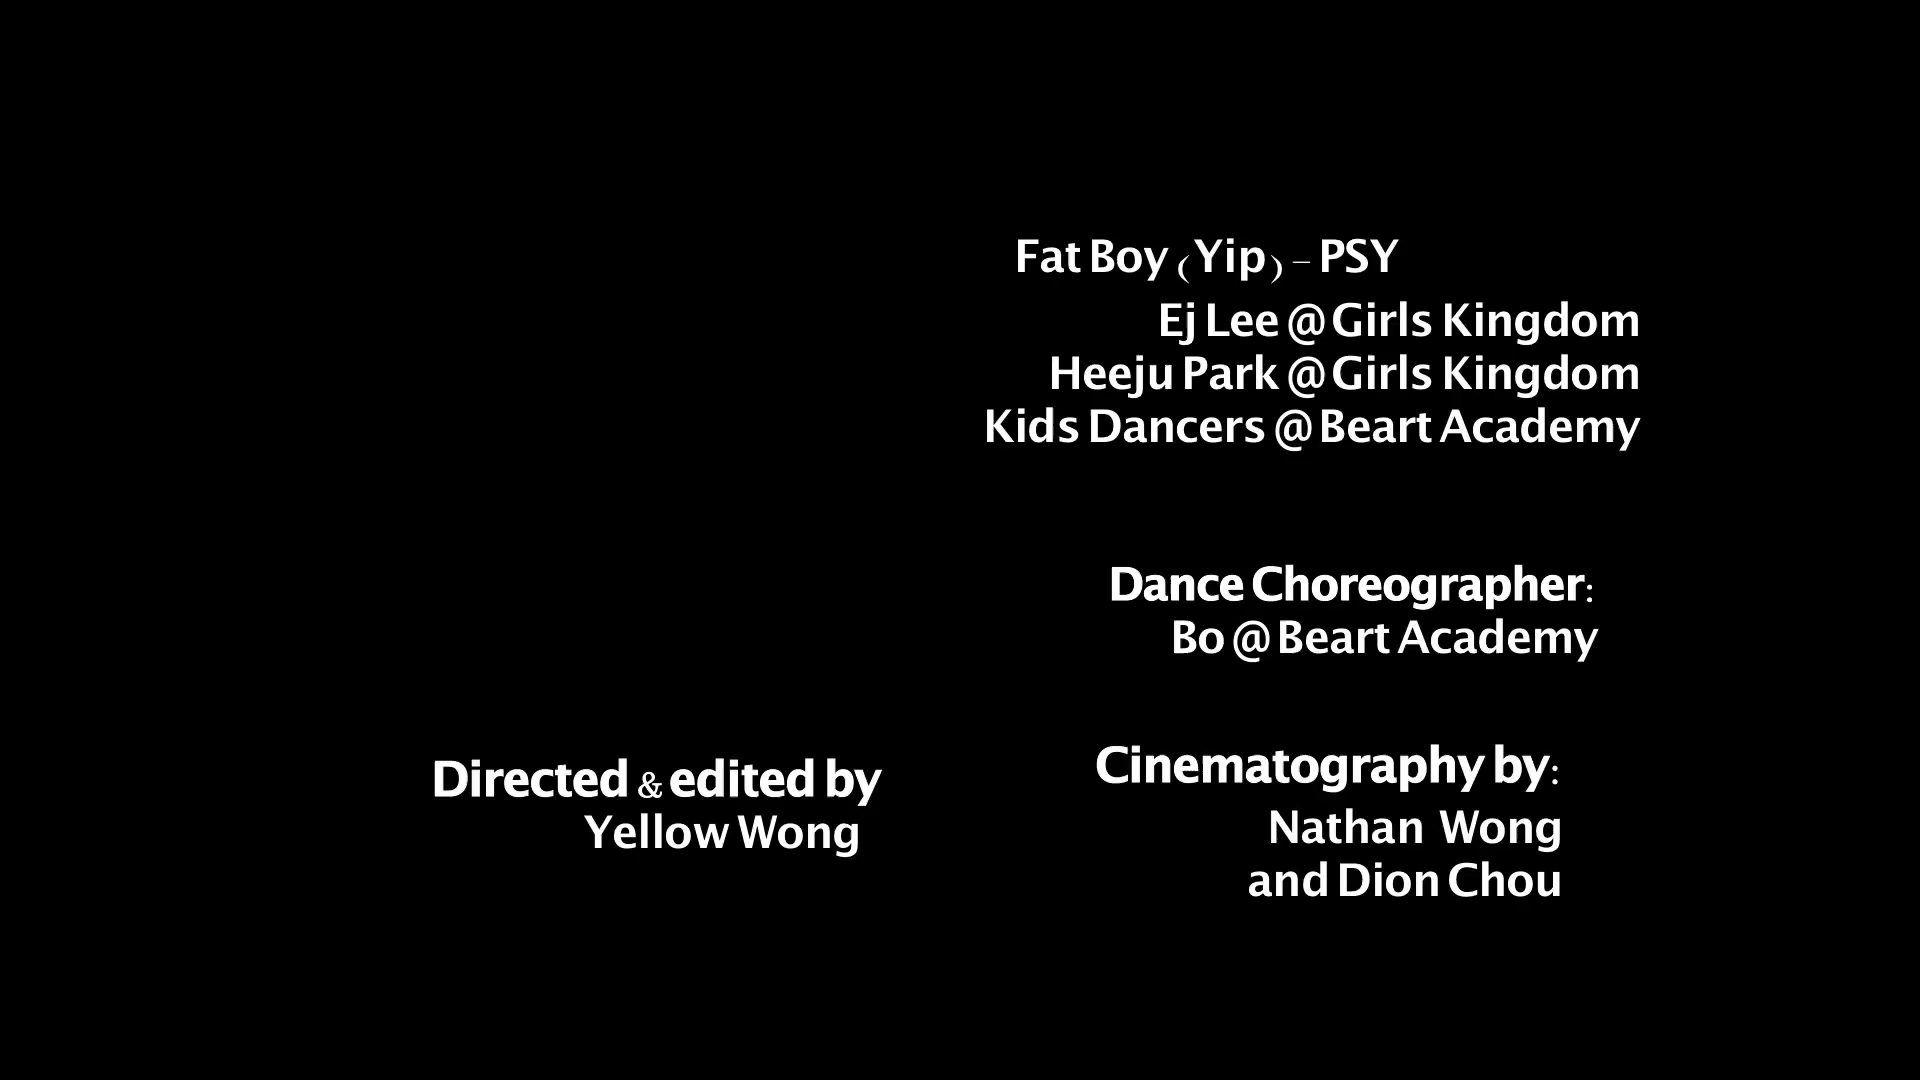 Fat Boy (Yip) – PSY
Ej Lee @ Girls Kingdom
Heeju Park @ Girls Kingdom
Kids Dancers @ Beart Academy
Dance Choreographer:
Bo @ Beart Academy
Directed & edited by
Yellow Wong
Cinematography by:
Nathan Wong
and Dion Chou